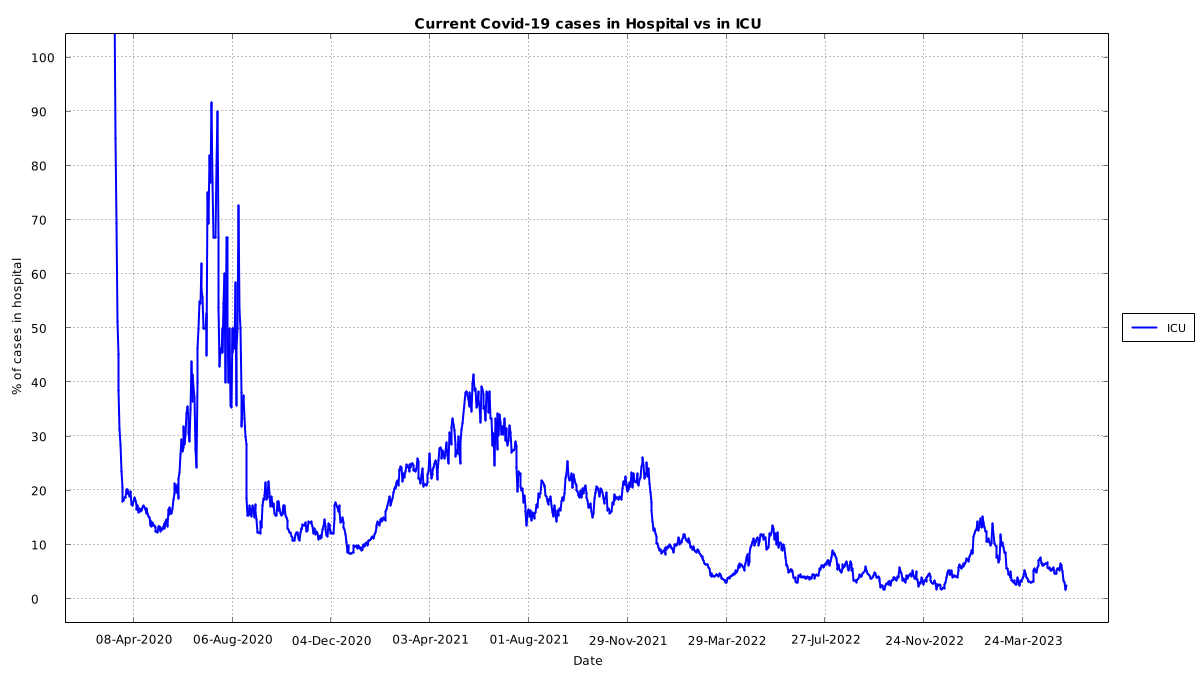 Current Covid-19 cases in Hospital vs in ICU
% of cases in hospital
100
90
80
70
60
50
40
30
20
10
0
ICU
08-Apr-2020 06-Aug-2020 04-Dec-2020 03-Apr-2021 01-Aug-2021 29-Nov-2021 29-Mar-2022 27-Jul-2022 24-Nov-2022 24-Mar-2023
Date